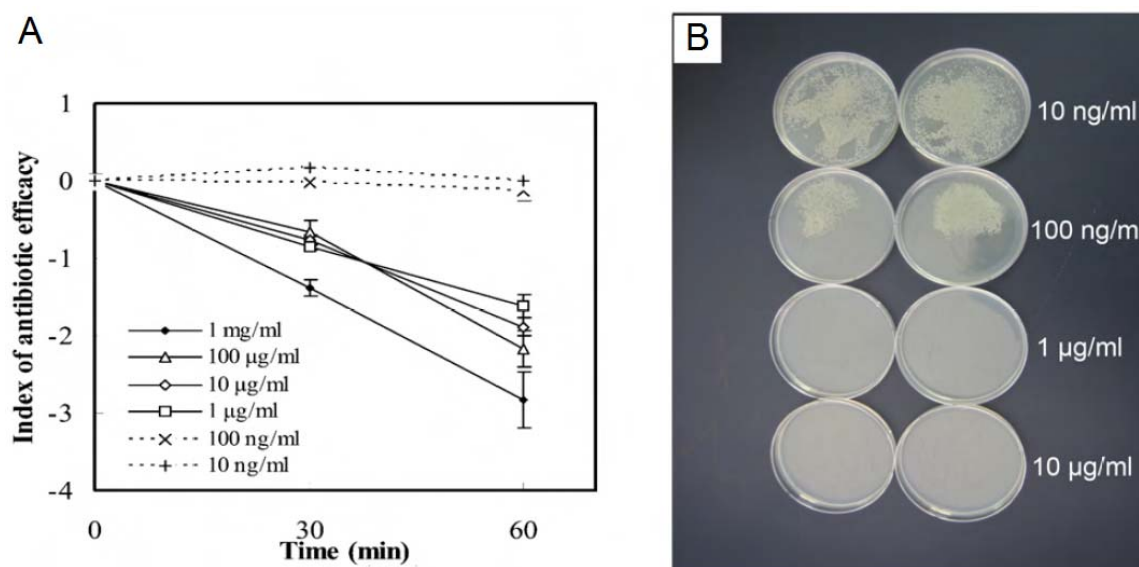 A
Index of antibiotic efficacy
1
0
-1
-2
-3
-4
1 mg/ml
100 µg/ml
10 µg/ml
1 µg/ml
100 ng/ml
10 ng/ml
0
30
60
Time (min)
B
10 ng/ml
100 ng/m
1 µg/ml
10 µg/ml